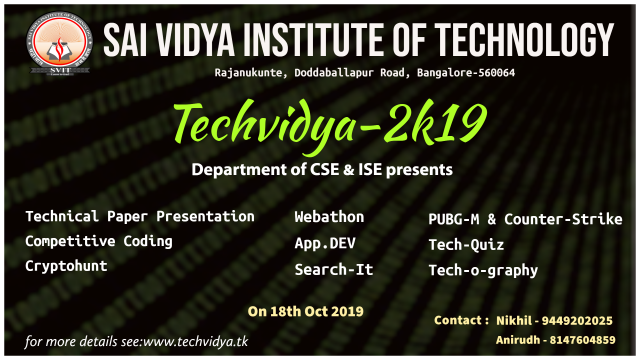 SVIT
SAI VIDYA INSTITUTE OF TECHNOLOGY
Rajanukunte, Doddaballapur Road, Bangalore-560064
Techvidya-2k19
Department of CSE & ISE presents
Technical Paper Presentation
Competitive Coding
Cryptohunt
Webathon
App.DEV
Search-It
PUBG-M & Counter-Strike
Tech-Quiz
Tech-o-graphy
On 18th Oct 2019
Contact : Nikhil - 9449202025
Anirudh - 8147604859
for more details see:www.techvidya.tk